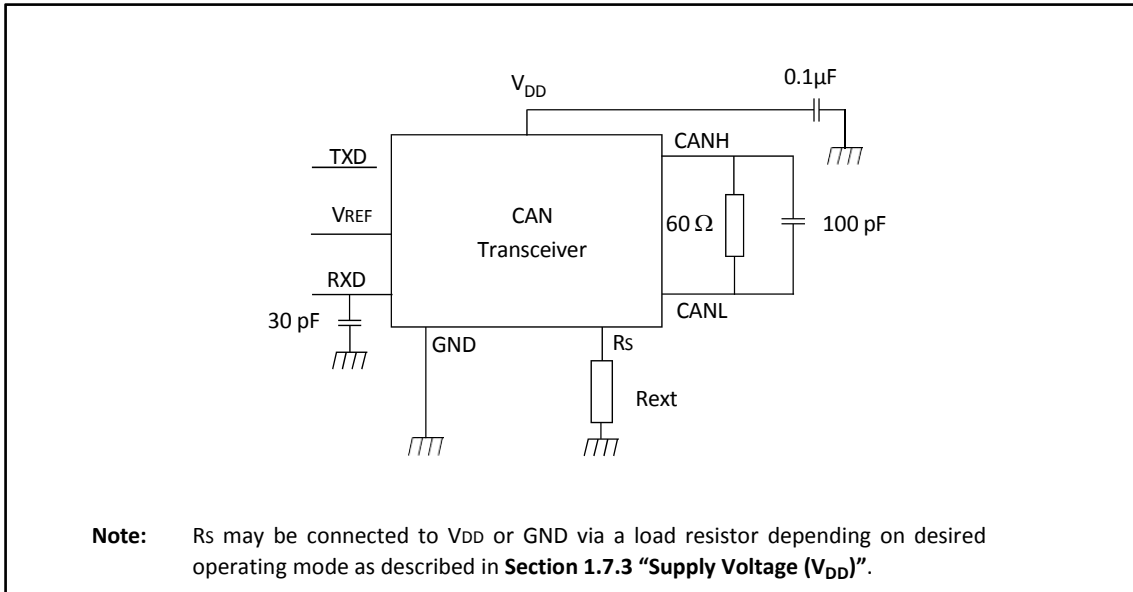 0.1µF
VDD
CANH
TXD
VREF
CAN
Transceiver
60 Ω
100 pF
RXD
CANL
30 pF
GND
Rs
Rext
Note: Rs may be connected to VDD or GND via a load resistor depending on desired
operating mode as described in Section 1.7.3 “Supply Voltage (VDD)”.